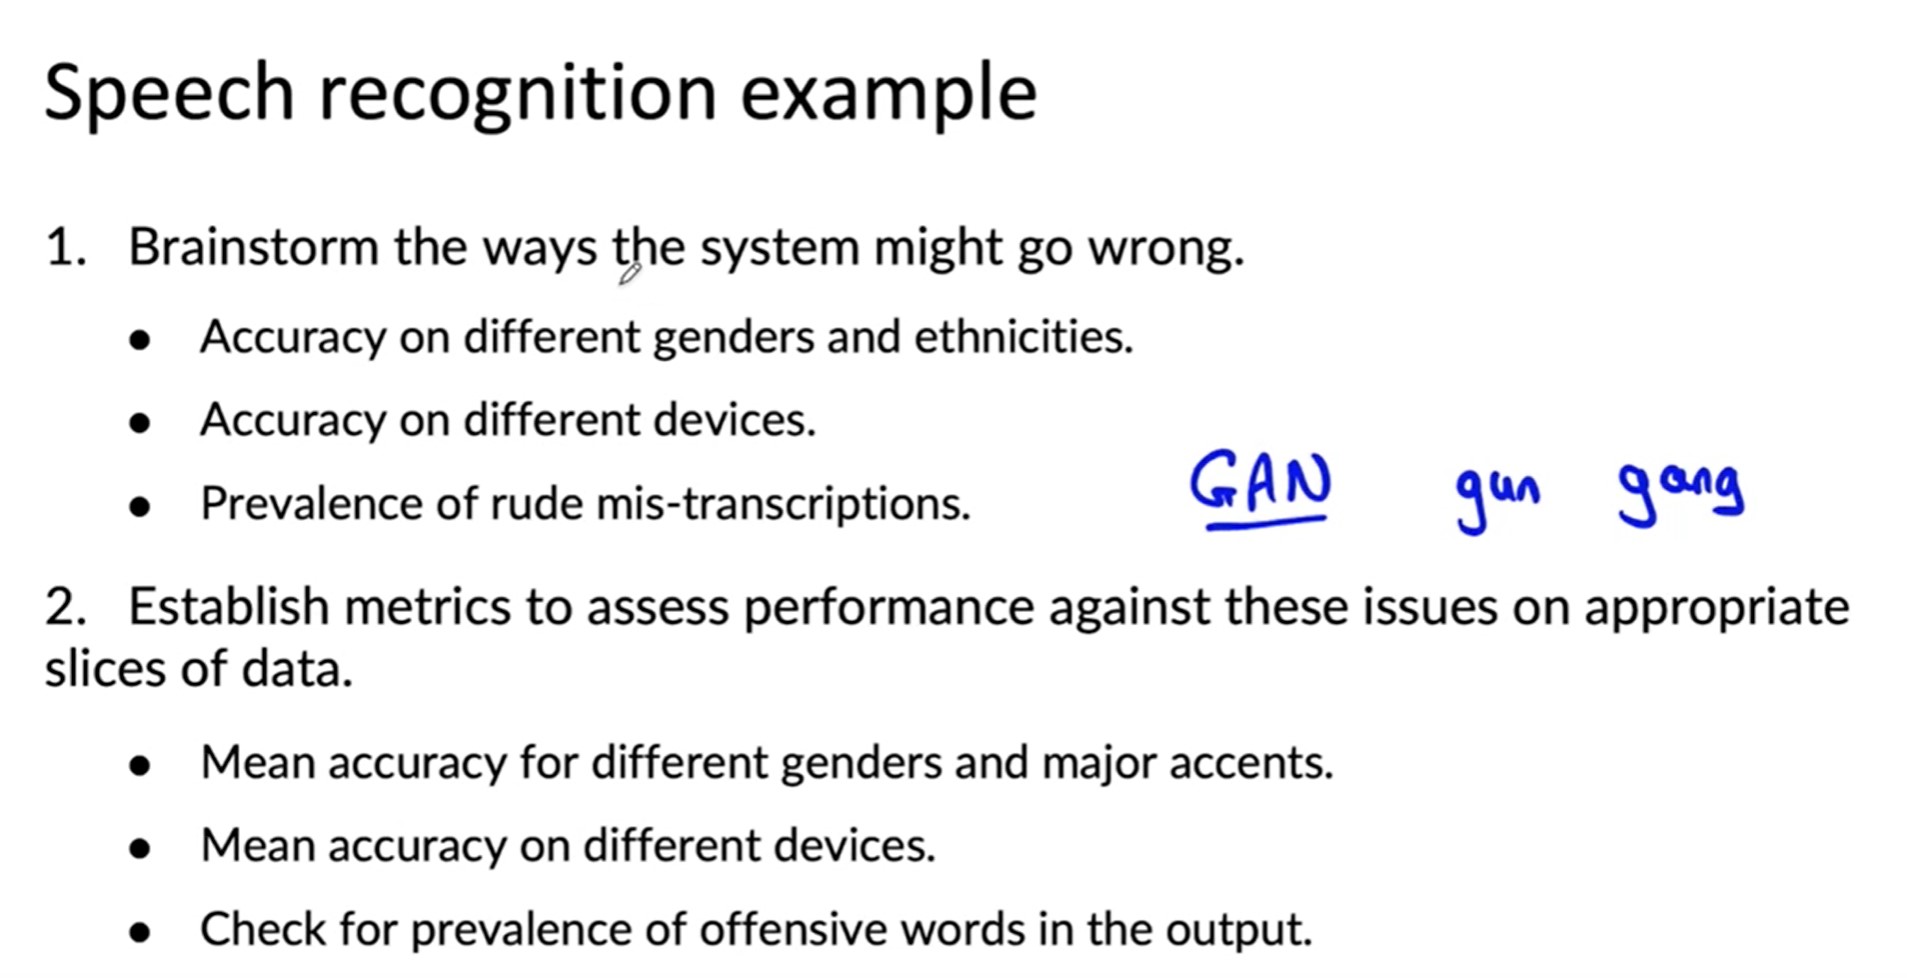 Speech recognition example
1. Brainstorm the ways the system might go wrong.
● Accuracy on different genders and ethnicities.
● Accuracy on different devices.
● Prevalence of rude mis-transcriptions.
GAN gun gang
2. Establish metrics to assess performance against these issues on appropriate
slices of data.
● Mean accuracy for different genders and major accents.
● Mean accuracy on different devices.
● Check for prevalence of offensive words in the output.